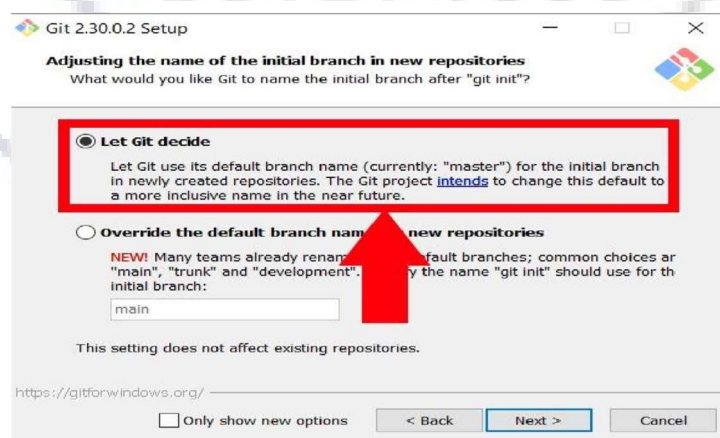 Git 2.30.0.2 Setup
Adjusting the name of the initial branch in new repositories
What would you like Git to name the initial branch after "git init"?
Let Git decide
Let Git use its default branch name (currently: "master") for the initial branch
in newly created repositories. The Git project intends to change this default to
a more inclusive name in the near future.
Override the default branch nam new repositories
NEW! Many teams already renam fault branches; common choices ar
"main", "trunk" and "development". y the name "git init" should use for th
initial branch:
main
This setting does not affect existing repositories.
https://gitforwindows.org/
Only show new options
< Back
Next >
Cancel